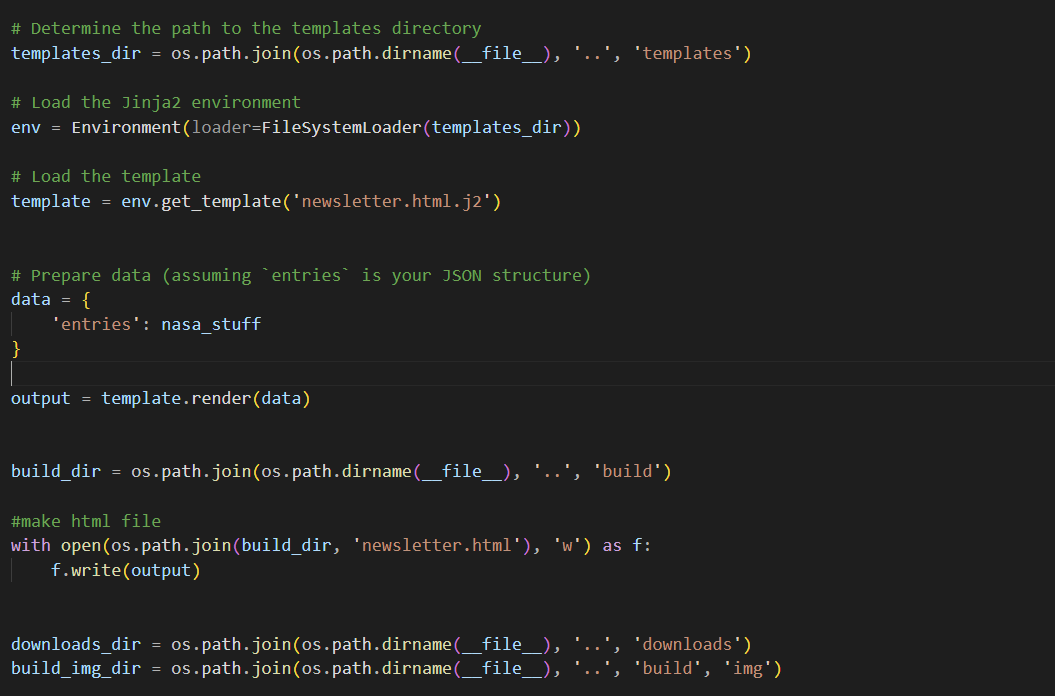 # Determine the path to the templates directory
templates_dir = os.path.join(os.path.dirname(__file__), '..', 'templates')
# Load the Jinja2 environment
env = Environment(loader=FileSystemLoader(templates_dir))
# Load the template
template = env.get_template('newsletter.html.j2')
# Prepare data (assuming `entries` is your JSON structure)
data = {
    'entries': nasa_stuff
}
output = template.render(data)
build_dir = os.path.join(os.path.dirname(__file__), '..', 'build')
#make html file
with open(os.path.join(build_dir, 'newsletter.html'), 'w') as f:
    f.write(output)
downloads_dir = os.path.join(os.path.dirname(__file__), '..', 'downloads')
build_img_dir = os.path.join(os.path.dirname(__file__), '..', 'build', 'img')